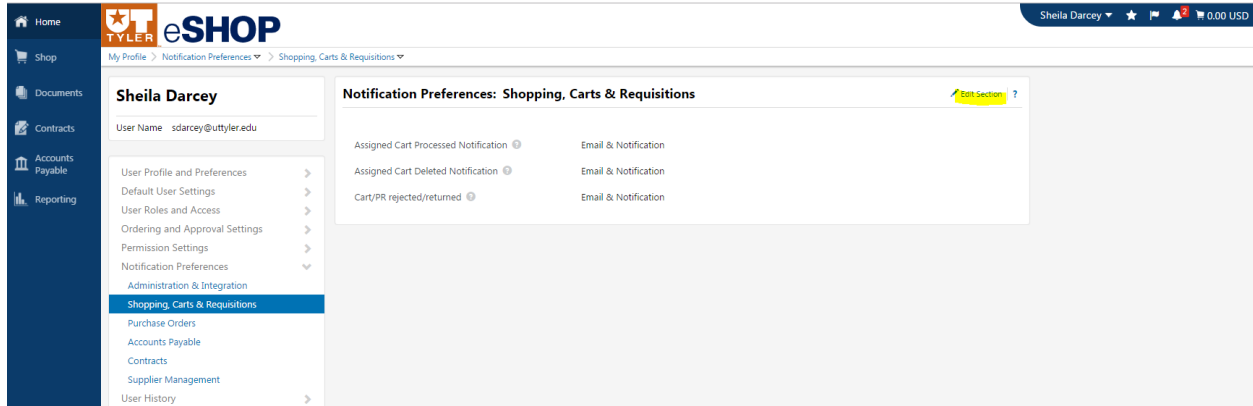 Home
Shop
Documents
Contracts
Accounts
Payable
Reporting
UT
TYLER
eSHOP
Sheila Darcey
2
0.00 USD
My Profile > Notification Preferences > Shopping, Carts & Requisitions
Sheila Darcey
User Name sdarcey@uttyler.edu
User Profile and Preferences
Default User Settings
User Roles and Access
Ordering and Approval Settings
Permission Settings
Notification Preferences
Administration & Integration
Shopping, Carts & Requisitions
Purchase Orders
Accounts Payable
Contracts
Supplier Management
User History
Notification Preferences: Shopping, Carts & Requisitions
Edit Section ?
Assigned Cart Processed Notification ? Email & Notification
Assigned Cart Deleted Notification ? Email & Notification
Cart/PR rejected/returned ? Email & Notification